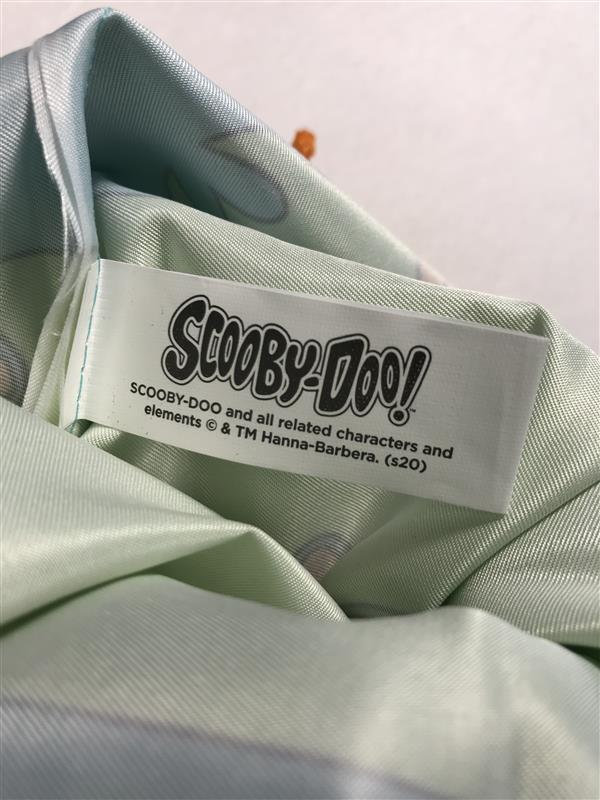 SCOOBY-DOO!™
SCOOBY-DOO and all related characters and
elements © & TM Hanna-Barbera. (s20)